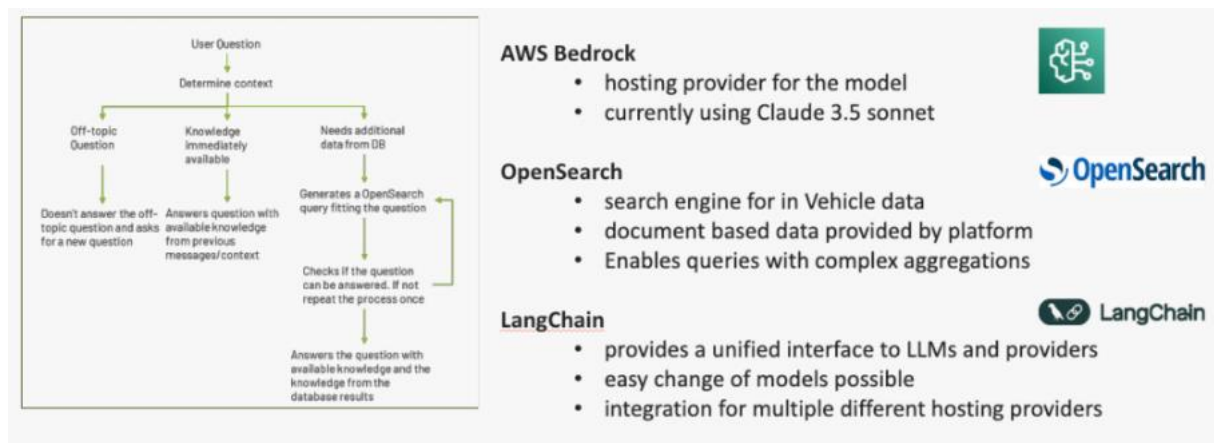 User Question
Determine context
Off-topic
Question
Knowledge
immediately
available
Needs additional
data from DB
Doesn't answer the off-
topic question and asks
for a new question
Answers question with
available knowledge
from previous
messages/context
Generates a OpenSearch
query fitting the question
Checks if the question
can be answered. If not
repeat the process once
Answers the question with
available knowledge and the
knowledge from the
database results
AWS Bedrock
• hosting provider for the model
• currently using Claude 3.5 sonnet
OpenSearch
OpenSearch
• search engine for in Vehicle data
• document based data provided by platform
• Enables queries with complex aggregations
LangChain
LangChain
• provides a unified interface to LLMs and providers
• easy change of models possible
• integration for multiple different hosting providers